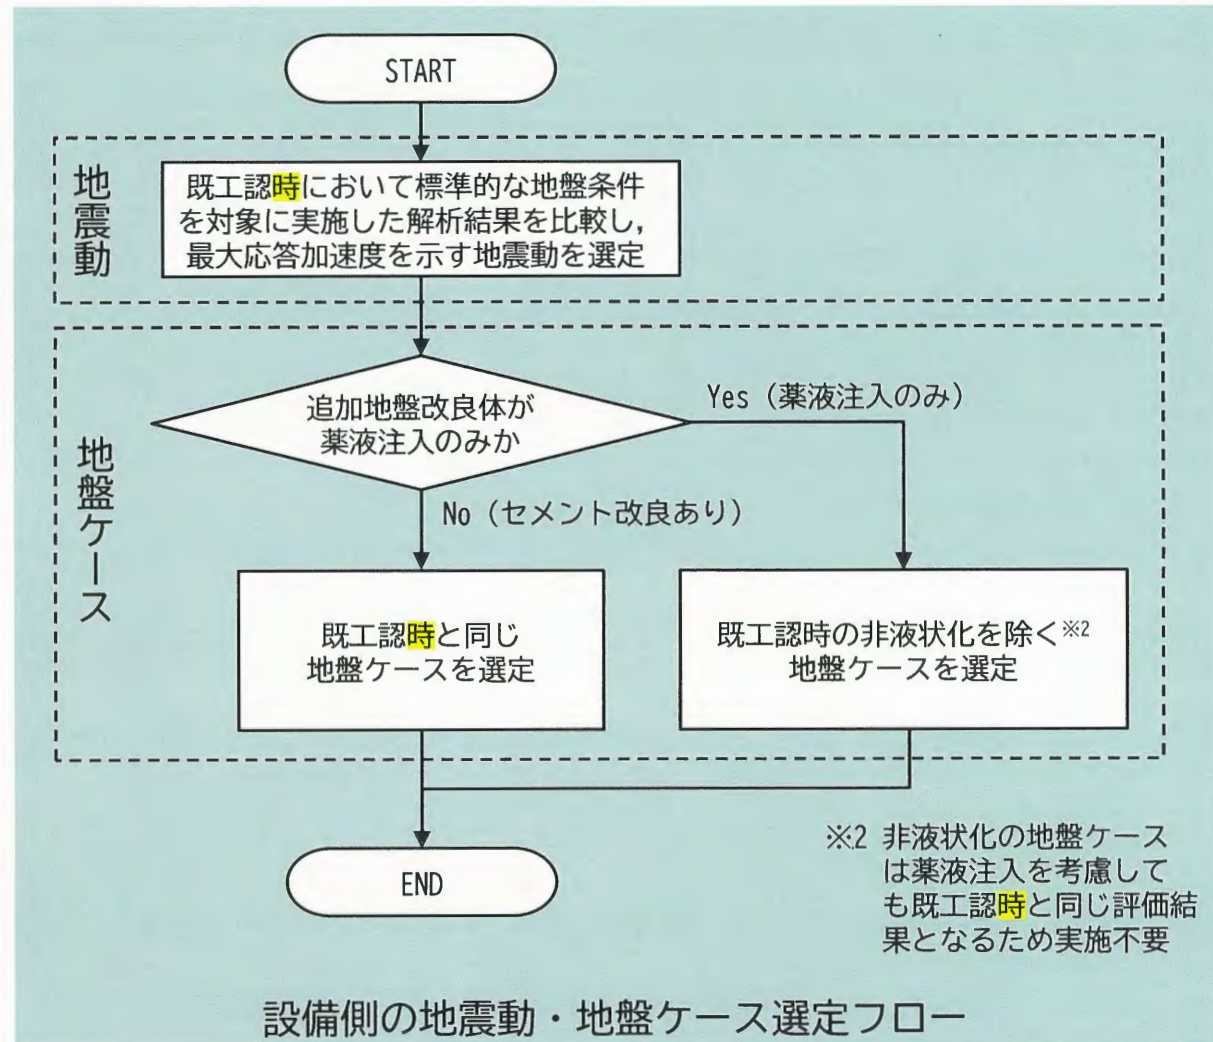 START
地震動
既工認時において標準的な地盤条件
を対象に実施した解析結果を比較し,
最大応答加速度を示す地震動を選定
地盤ケース
追加地盤改良体が
薬液注入のみか
Yes（薬液注入のみ）
No（セメント改良あり）
既工認時と同じ
地盤ケースを選定
既工認時の非液状化を除く※2
地盤ケースを選定
END
※2 非液状化の地盤ケース
は薬液注入を考慮して
も既工認時と同じ評価結
果となるため実施不要
設備側の地震動・地盤ケース選定フロー